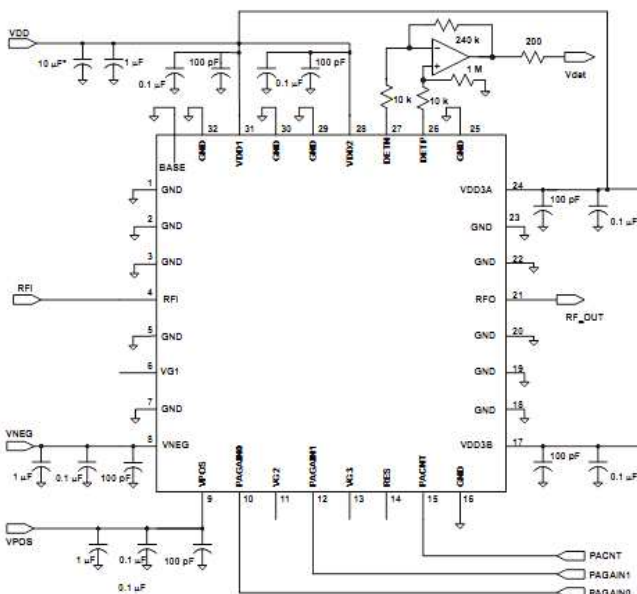 VDD
240 k
200
Vdet
1 M
10 µF*
1 µF
0.1 µF
100 pF
0.1 µF
100 pF
10 k
10 k
32
31
30
29
28
27
26
25
GND
VDD1
GND
GND
VDD2
DETN
DETP
GND
BASE
1
GND
VDD3A
24
100 pF
0.1 µF
2
GND
GND
23
3
GND
GND
22
RFI
4
RFI
RFO
21
RF_OUT
5
GND
GND
20
6
VG1
GND
19
7
GND
GND
18
VNEG
8
VNEG
VDD3B
17
1 µF
0.1 µF
100 pF
100 pF
0.1 µF
VPOS
PAGAIN0
VG2
PAGAIN1
VG3
RES
PACNT
GND
9
10
11
12
13
14
15
16
VPOS
1 µF
0.1 µF
100 pF
0.1 µF
PACNT
PAGAIN1
PAGAIN0